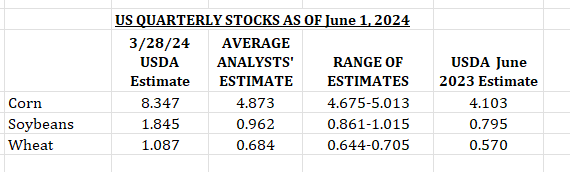 US QUARTERLY STOCKS AS OF June 1, 2024
3/28/24 USDA Estimate AVERAGE ANALYSTS' ESTIMATE RANGE OF ESTIMATES USDA June 2023 Estimate
Corn 8.347 4.873 4.675-5.013 4.103
Soybeans 1.845 0.962 0.861-1.015 0.795
Wheat 1.087 0.684 0.644-0.705 0.570